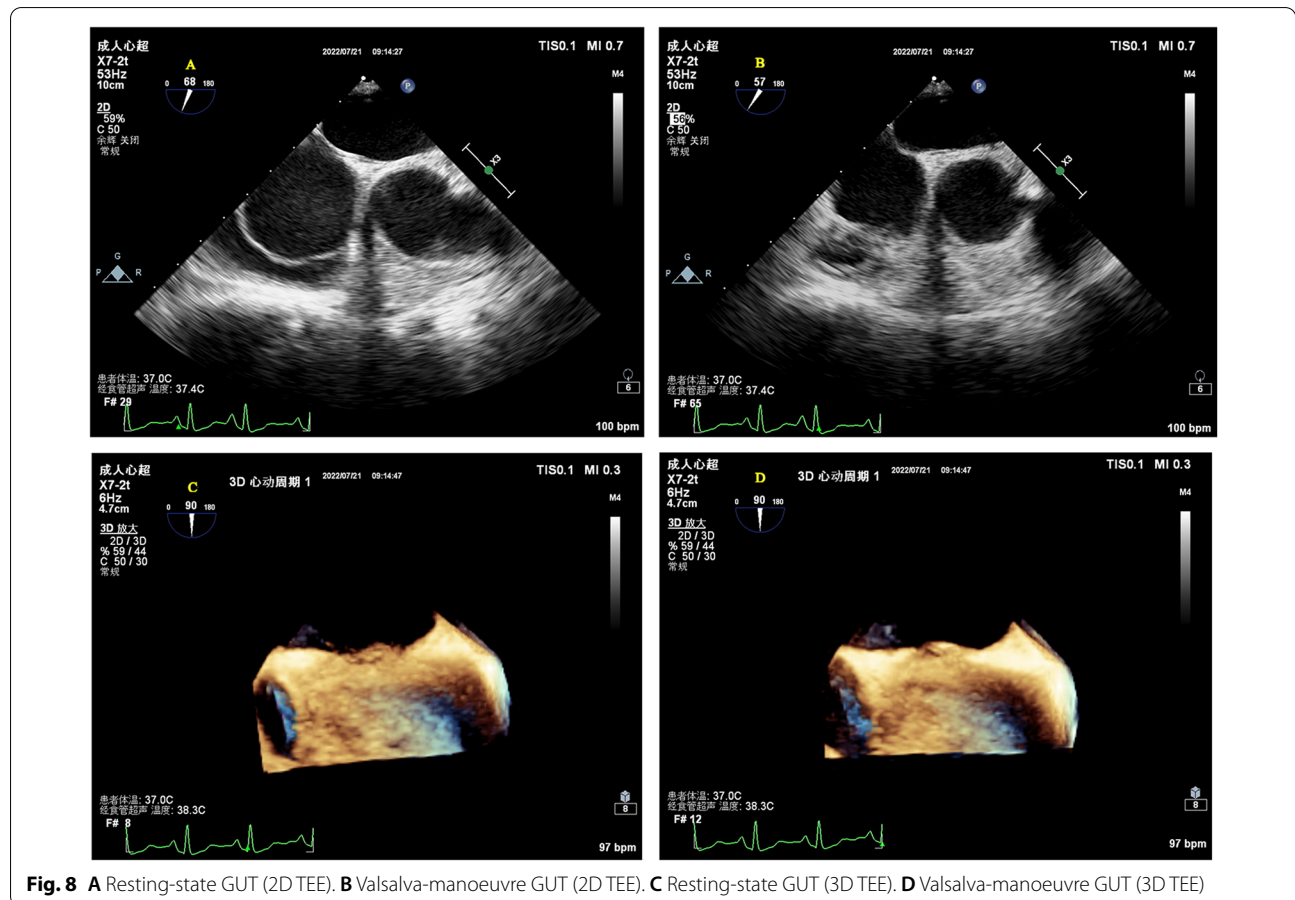 成人心超
X7-2t
53Hz
10cm
2D
59%
C 50
余辉 关闭
常规
A
0 68 180
2022/07/21 09:14:27
TIS0.1 MI 0.7
P
M4
X3
G
P R
患者体温: 37.0C
经食管超声 温度: 37.4C
F# 29
6
100 bpm
成人心超
X7-2t
53Hz
10cm
2D
56%
C 50
余辉 关闭
常规
B
0 57 180
2022/07/21 09:14:27
TIS0.1 MI 0.7
P
M4
X3
G
P R
患者体温: 37.0C
经食管超声 温度: 37.4C
F# 65
6
100 bpm
成人心超
X7-2t
6Hz
4.7cm
3D 放大
2D / 3D
% 59 / 44
C 50 / 30
常规
C
0 90 180
3D 心动周期 1
2022/07/21 09:14:47
TIS0.1 MI 0.3
M4
患者体温: 37.0C
经食管超声 温度: 38.3C
F# 8
8
97 bpm
成人心超
X7-2t
6Hz
4.7cm
3D 放大
2D / 3D
% 59 / 44
C 50 / 30
常规
D
0 90 180
3D 心动周期 1
2022/07/21 09:14:47
TIS0.1 MI 0.3
M4
患者体温: 37.0C
经食管超声 温度: 38.3C
F# 12
8
97 bpm
Fig. 8 A Resting-state GUT (2D TEE). B Valsalva-manoeuvre GUT (2D TEE). C Resting-state GUT (3D TEE). D Valsalva-manoeuvre GUT (3D TEE)